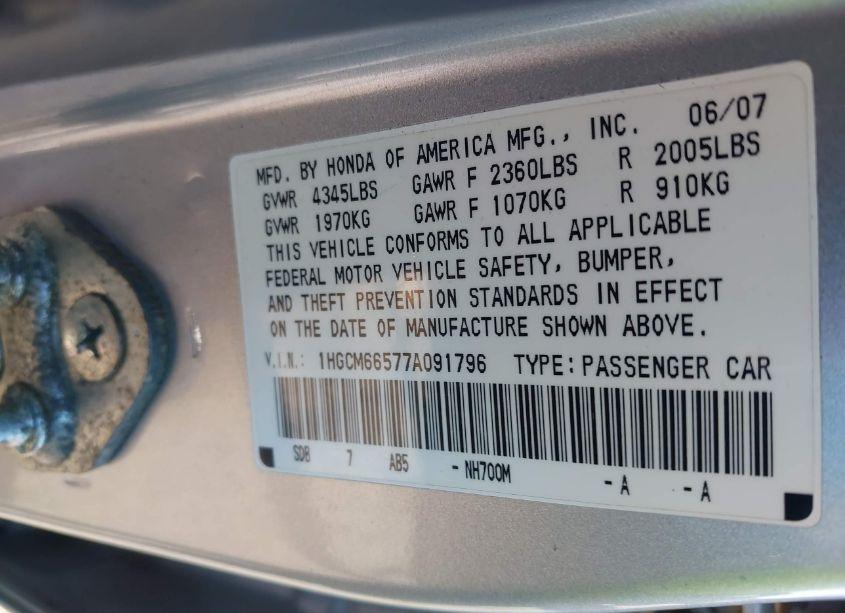 06/07
MFD. BY HONDA OF AMERICA MFG., INC.
GVWR 4345LBS GAWR F 2360LBS R 2005LBS
GVWR 1970KG GAWR F 1070KG R 910KG
THIS VEHICLE CONFORMS TO ALL APPLICABLE
FEDERAL MOTOR VEHICLE SAFETY, BUMPER,
AND THEFT PREVENTION STANDARDS IN EFFECT
ON THE DATE OF MANUFACTURE SHOWN ABOVE.
V.I.N.: 1HGCM66577A091796 TYPE:PASSENGER CAR
SDB 7 AB5 -NH700M -A -A